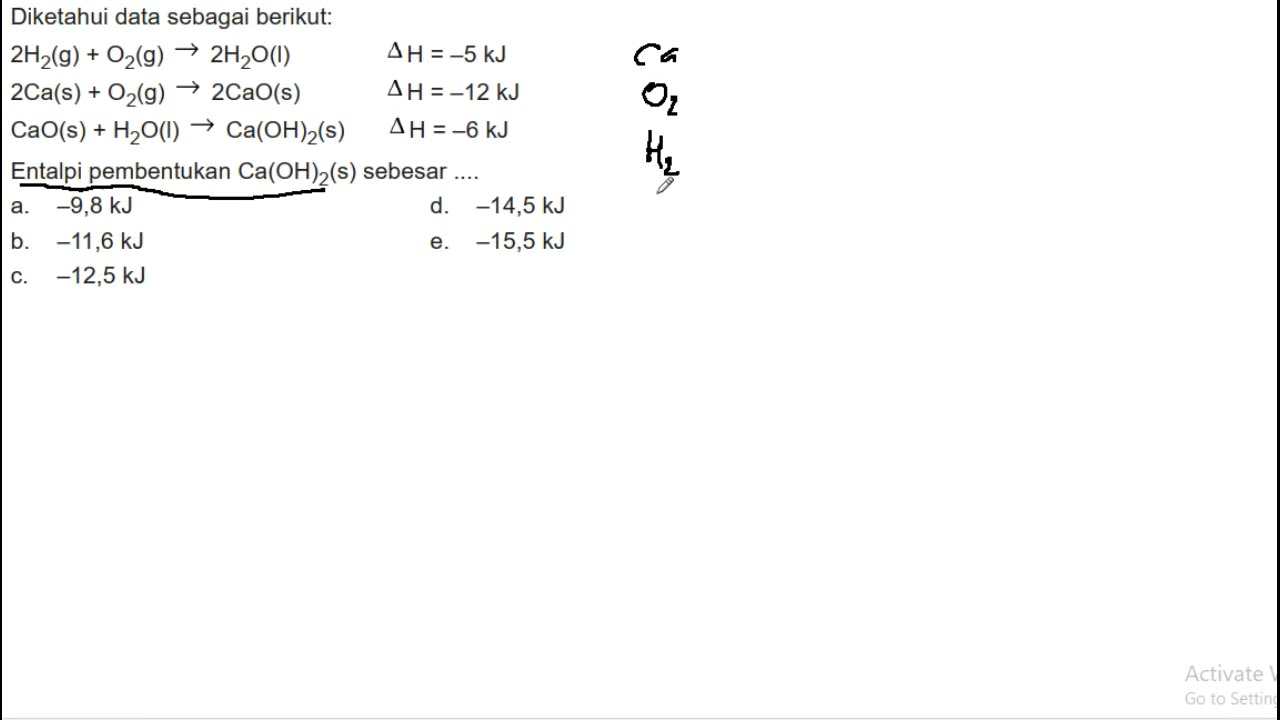 Diketahui data sebagai berikut:
2H₂(g) + O₂(g) → 2H₂O(l) ΔH = –5 kJ
2Ca(s) + O₂(g) → 2CaO(s) ΔH = –12 kJ
CaO(s) + H₂O(l) → Ca(OH)₂(s) ΔH = –6 kJ
Entalpi pembentukan Ca(OH)₂(s) sebesar ....
a. –9,8 kJ d. –14,5 kJ
b. –11,6 kJ e. –15,5 kJ
c. –12,5 kJ
Ca
O₂
H₂
Activate
Go to Setting